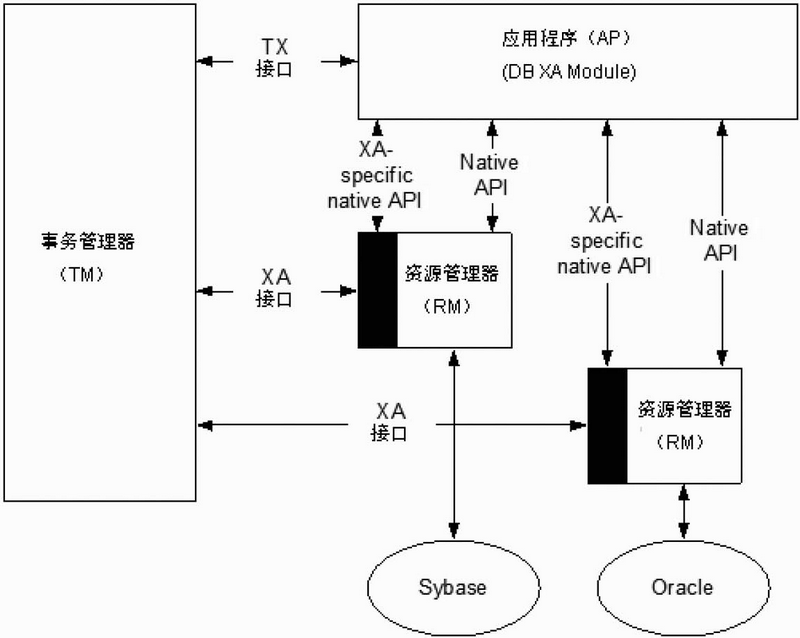 TX
接口
应用程序（AP）
(DB XA Module)
XA-
specific
native API
Native
API
XA-
specific
native API
Native
API
事务管理器
（TM）
XA
接口
资源管理器
（RM）
XA
接口
资源管理器
（RM）
Sybase
Oracle